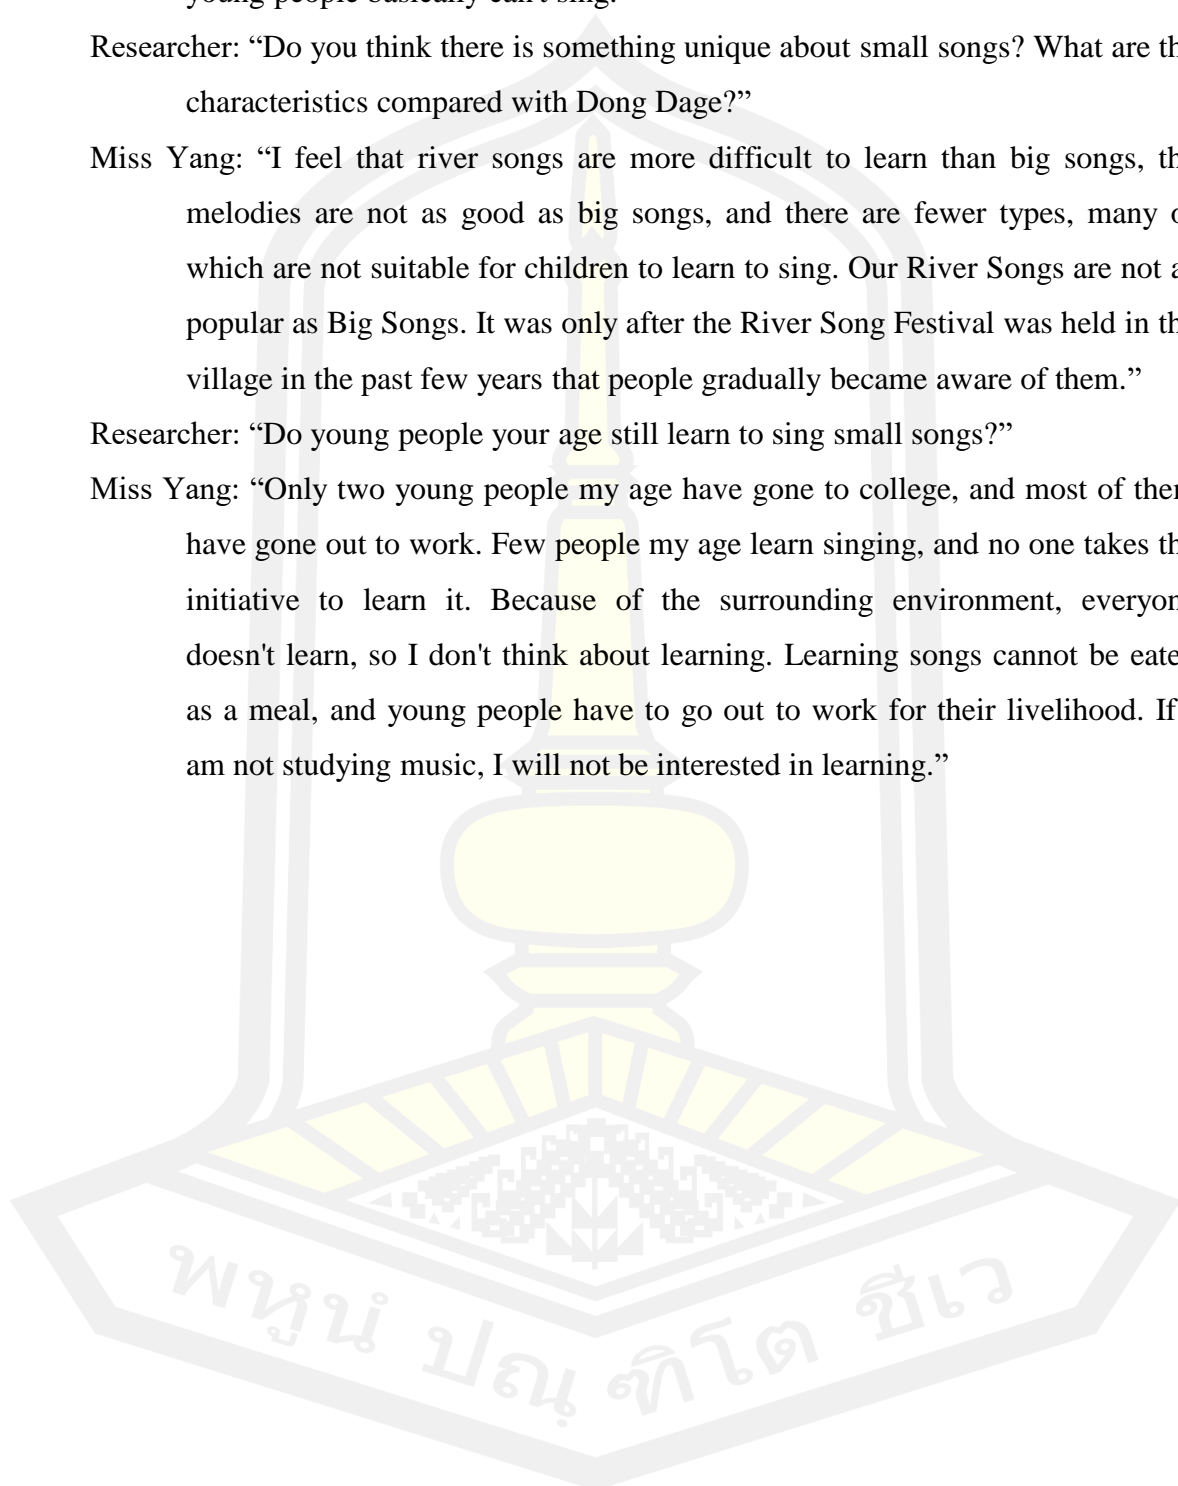 young people basically can't sing.
Researcher: “Do you think there is something unique about small songs? What are th
characteristics compared with Dong Dage?”
Miss Yang: “I feel that river songs are more difficult to learn than big songs, th
melodies are not as good as big songs, and there are fewer types, many o
which are not suitable for children to learn to sing. Our River Songs are not a
popular as Big Songs. It was only after the River Song Festival was held in th
village in the past few years that people gradually became aware of them.”
Researcher: “Do young people your age still learn to sing small songs?”
Miss Yang: “Only two young people my age have gone to college, and most of ther
have gone out to work. Few people my age learn singing, and no one takes th
initiative to learn it. Because of the surrounding environment, everyon
doesn't learn, so I don't think about learning. Learning songs cannot be eate
as a meal, and young people have to go out to work for their livelihood. If
am not studying music, I will not be interested in learning.”
พหูนํ ปณฺฑิโต ชีเว